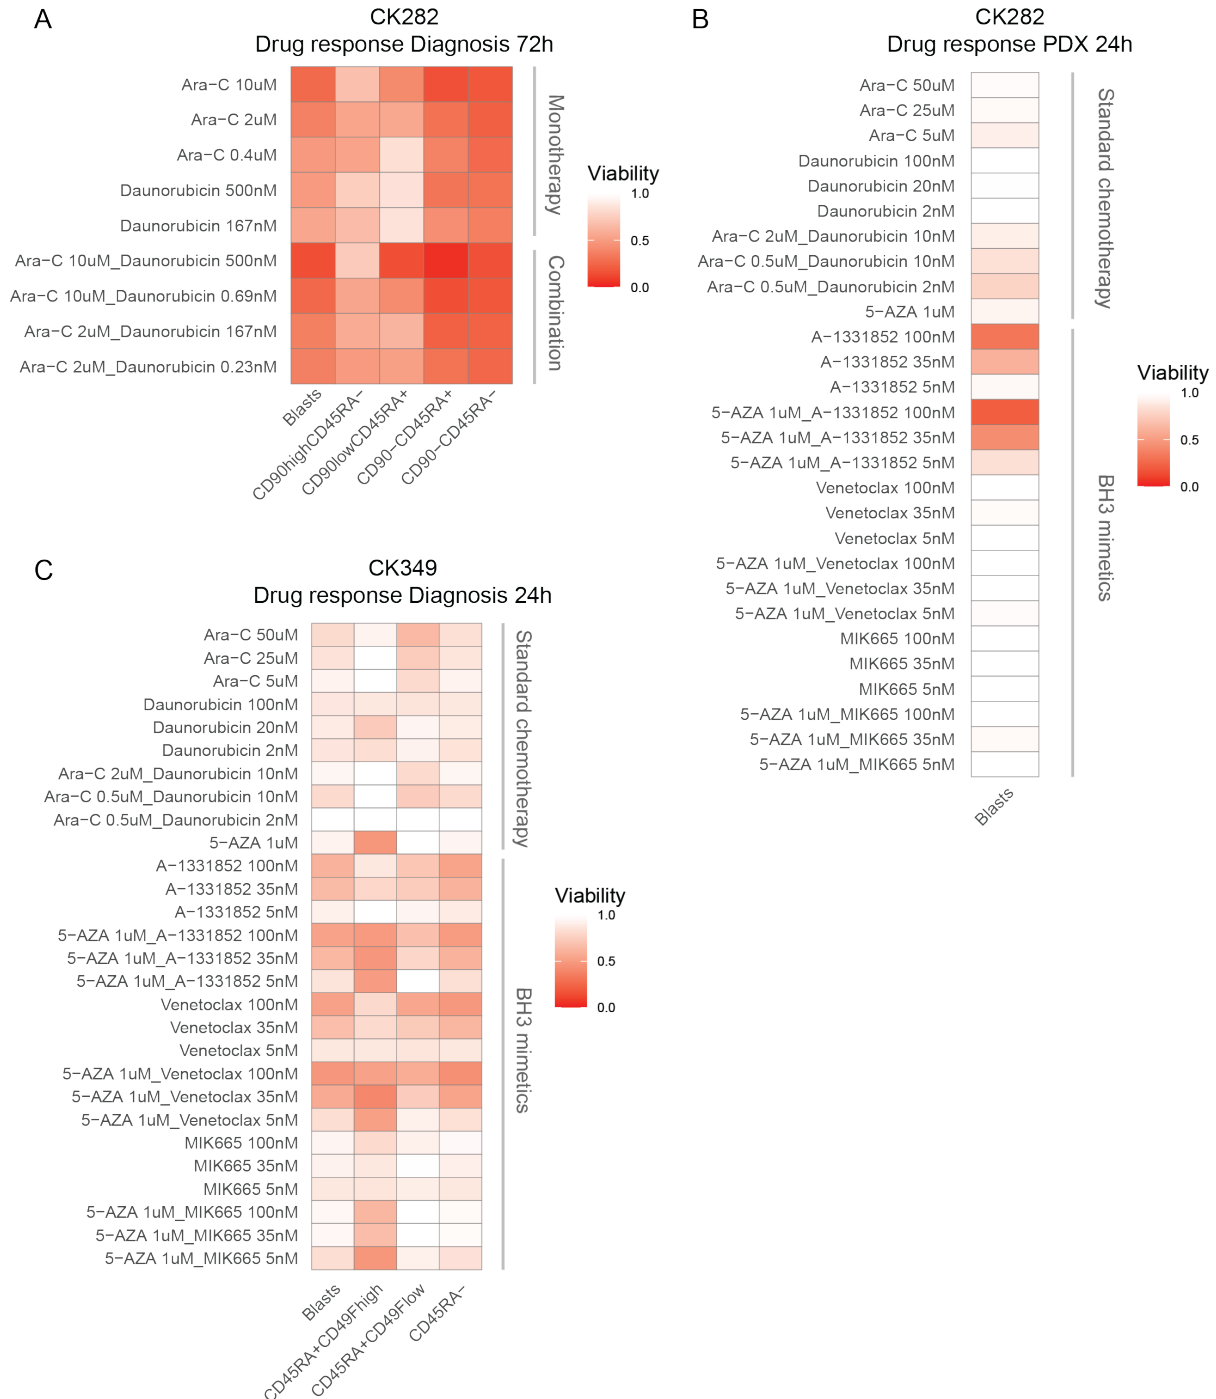 A
CK282
Drug response Diagnosis 72h
Ara−C 10uM
Ara−C 2uM
Ara−C 0.4uM
Daunorubicin 500nM
Daunorubicin 167nM
Ara−C 10uM_Daunorubicin 500nM
Ara−C 10uM_Daunorubicin 0.69nM
Ara−C 2uM_Daunorubicin 167nM
Ara−C 2uM_Daunorubicin 0.23nM
Monotherapy
Combination
Blasts
CD90highCD45RA−
CD90lowCD45RA+
CD90−CD45RA+
CD90−CD45RA−
Viability
1.0
0.5
0.0
B
CK282
Drug response PDX 24h
Ara−C 50uM
Ara−C 25uM
Ara−C 5uM
Daunorubicin 100nM
Daunorubicin 20nM
Daunorubicin 2nM
Ara−C 2uM_Daunorubicin 10nM
Ara−C 0.5uM_Daunorubicin 10nM
Ara−C 0.5uM_Daunorubicin 2nM
5−AZA 1uM
A−1331852 100nM
A−1331852 35nM
A−1331852 5nM
5−AZA 1uM_A−1331852 100nM
5−AZA 1uM_A−1331852 35nM
5−AZA 1uM_A−1331852 5nM
Venetoclax 100nM
Venetoclax 35nM
Venetoclax 5nM
5−AZA 1uM_Venetoclax 100nM
5−AZA 1uM_Venetoclax 35nM
5−AZA 1uM_Venetoclax 5nM
MIK665 100nM
MIK665 35nM
MIK665 5nM
5−AZA 1uM_MIK665 100nM
5−AZA 1uM_MIK665 35nM
5−AZA 1uM_MIK665 5nM
Standard chemotherapy
BH3 mimetics
Blasts
Viability
1.0
0.5
0.0
C
CK349
Drug response Diagnosis 24h
Ara−C 50uM
Ara−C 25uM
Ara−C 5uM
Daunorubicin 100nM
Daunorubicin 20nM
Daunorubicin 2nM
Ara−C 2uM_Daunorubicin 10nM
Ara−C 0.5uM_Daunorubicin 10nM
Ara−C 0.5uM_Daunorubicin 2nM
5−AZA 1uM
A−1331852 100nM
A−1331852 35nM
A−1331852 5nM
5−AZA 1uM_A−1331852 100nM
5−AZA 1uM_A−1331852 35nM
5−AZA 1uM_A−1331852 5nM
Venetoclax 100nM
Venetoclax 35nM
Venetoclax 5nM
5−AZA 1uM_Venetoclax 100nM
5−AZA 1uM_Venetoclax 35nM
5−AZA 1uM_Venetoclax 5nM
MIK665 100nM
MIK665 35nM
MIK665 5nM
5−AZA 1uM_MIK665 100nM
5−AZA 1uM_MIK665 35nM
5−AZA 1uM_MIK665 5nM
Standard chemotherapy
BH3 mimetics
Blasts
CD45RA+CD49Fhigh
CD45RA+CD49Flow
CD45RA−
Viability
1.0
0.5
0.0